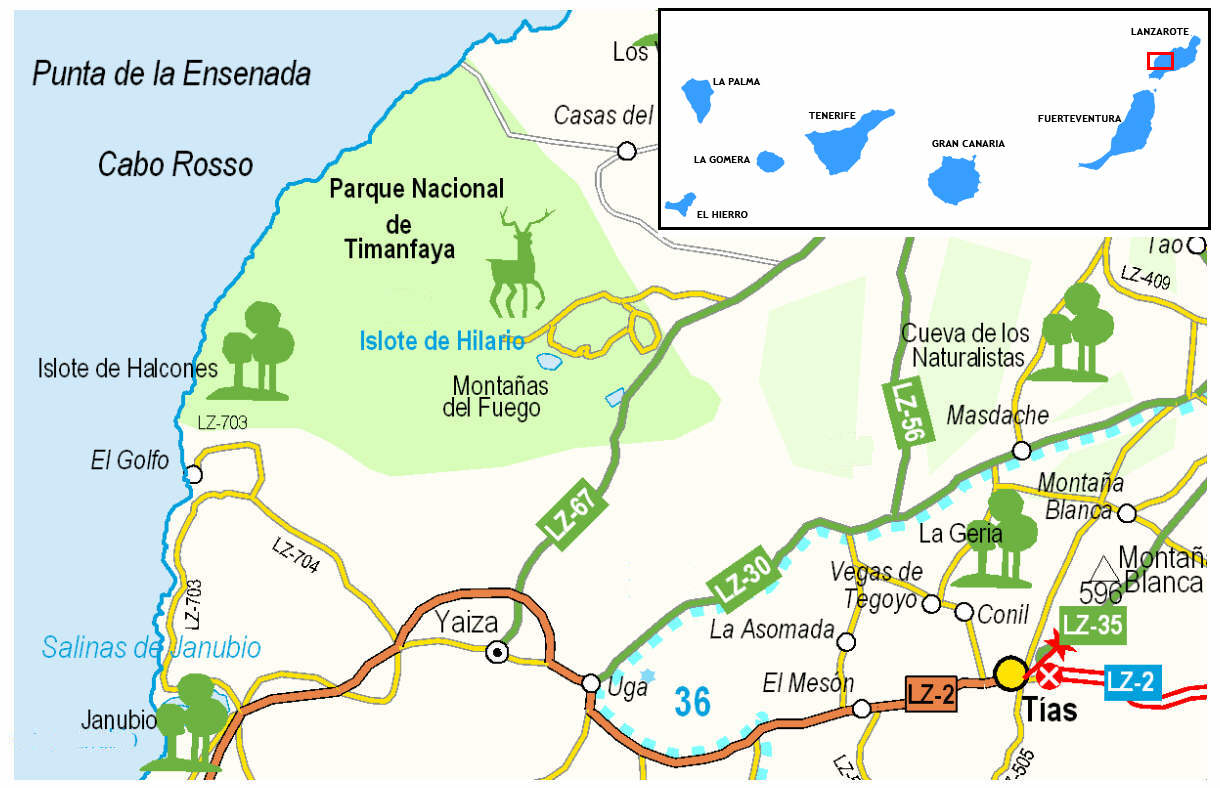 Punta de la Ensenada
Cabo Rosso
Los
Casas del
Parque Nacional
de
Timanfaya
LANZAROTE
LA PALMA
TENERIFE
FUERTEVENTURA
GRAN CANARIA
LA GOMERA
EL HIERRO
Tao
LZ-409
Islote de Hilario
Cueva de los
Naturalistas
Islote de Halcones
Montañas
del Fuego
LZ-56
Masdache
LZ-703
El Golfo
Montaña
Blanca
LZ-67
La Geria
LZ-704
LZ-30
Montañ
Blanca
596
Vegas de
Tegoyo
LZ-703
Conil
LZ-35
Yaiza
La Asomada
Salinas de Janubio
Uga
36
El Mesón
LZ-2
LZ-2
Tías
Janubio
LZ-505